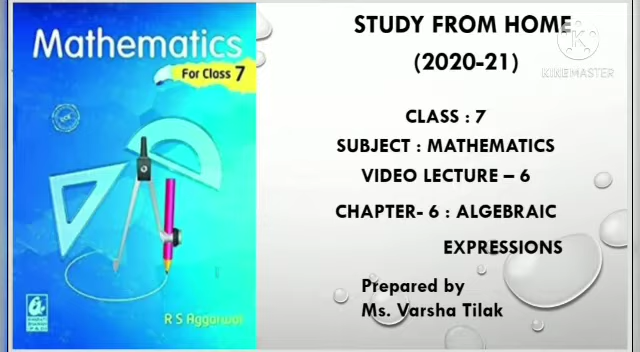 Mathematics
For Class 7
R S Aggarwal
STUDY FROM HOME
(2020-21)
KINEMASTER
CLASS : 7
SUBJECT : MATHEMATICS
VIDEO LECTURE – 6
CHAPTER- 6 : ALGEBRAIC
EXPRESSIONS
Prepared by
Ms. Varsha Tilak